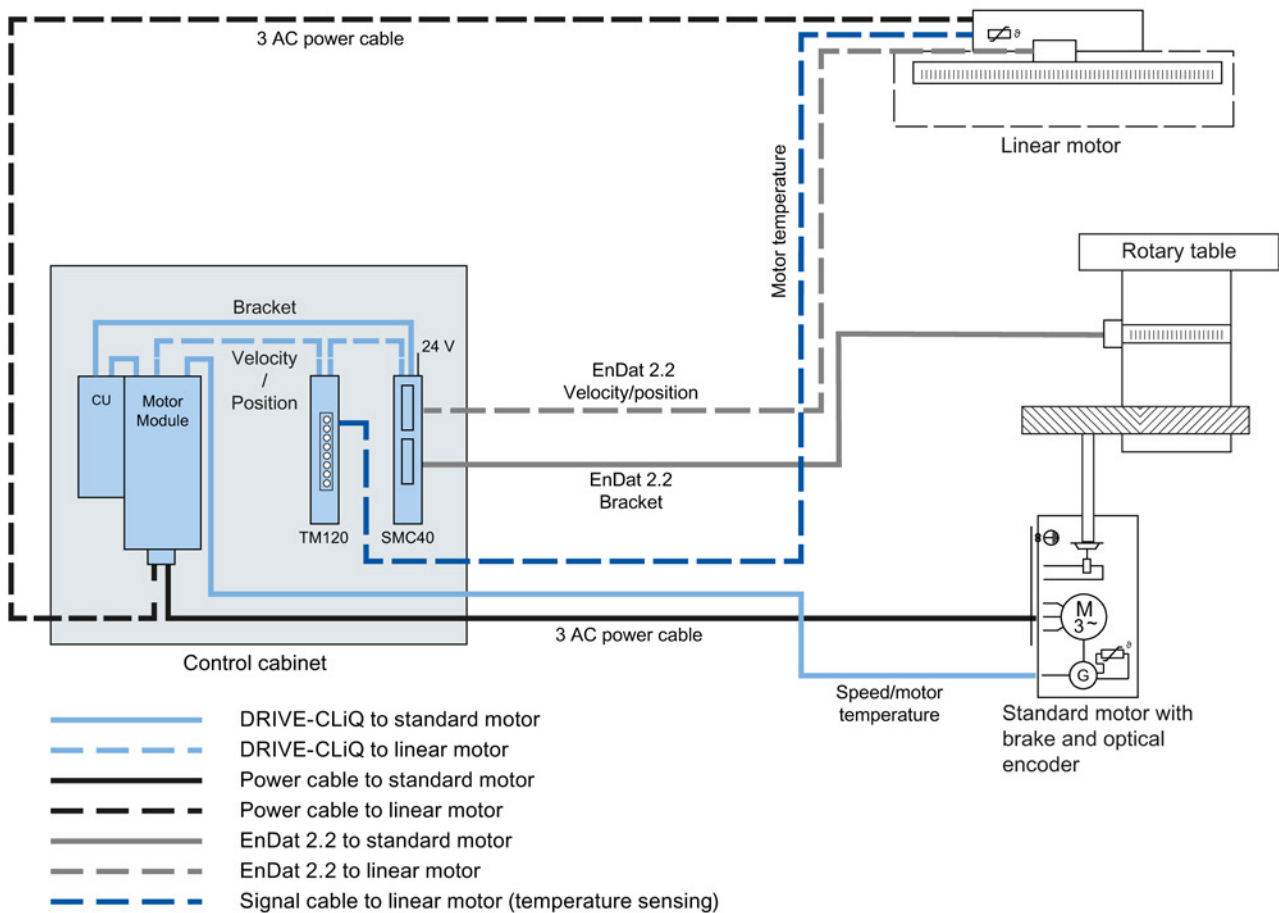 3 AC power cable
ϑ
Linear motor
Motor temperature
Rotary table
Bracket
24 V
Velocity
/
Position
CU
Motor
Module
EnDat 2.2
Velocity/position
EnDat 2.2
Bracket
TM120
SMC40
M
3~
ϑ
G
3 AC power cable
Control cabinet
Speed/motor
temperature
Standard motor with
brake and optical
encoder
DRIVE-CLiQ to standard motor
DRIVE-CLiQ to linear motor
Power cable to standard motor
Power cable to linear motor
EnDat 2.2 to standard motor
EnDat 2.2 to linear motor
Signal cable to linear motor (temperature sensing)